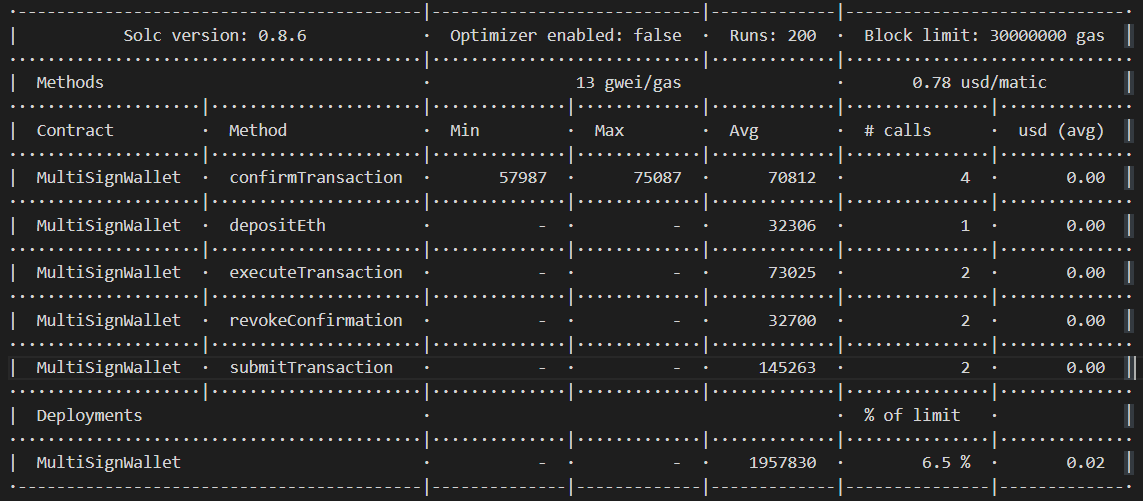 Solc version: 0.8.6 · Optimizer enabled: false · Runs: 200 · Block limit: 30000000 gas
Methods · 13 gwei/gas · 0.78 usd/matic
Contract · Method · Min · Max · Avg · # calls · usd (avg)
MultiSignWallet · confirmTransaction · 57987 · 75087 · 70812 · 4 · 0.00
MultiSignWallet · depositEth · - · - · 32306 · 1 · 0.00
MultiSignWallet · executeTransaction · - · - · 73025 · 2 · 0.00
MultiSignWallet · revokeConfirmation · - · - · 32700 · 2 · 0.00
MultiSignWallet · submitTransaction · - · - · 145263 · 2 · 0.00
Deployments · · % of limit ·
MultiSignWallet · - · - · 1957830 · 6.5 % · 0.02